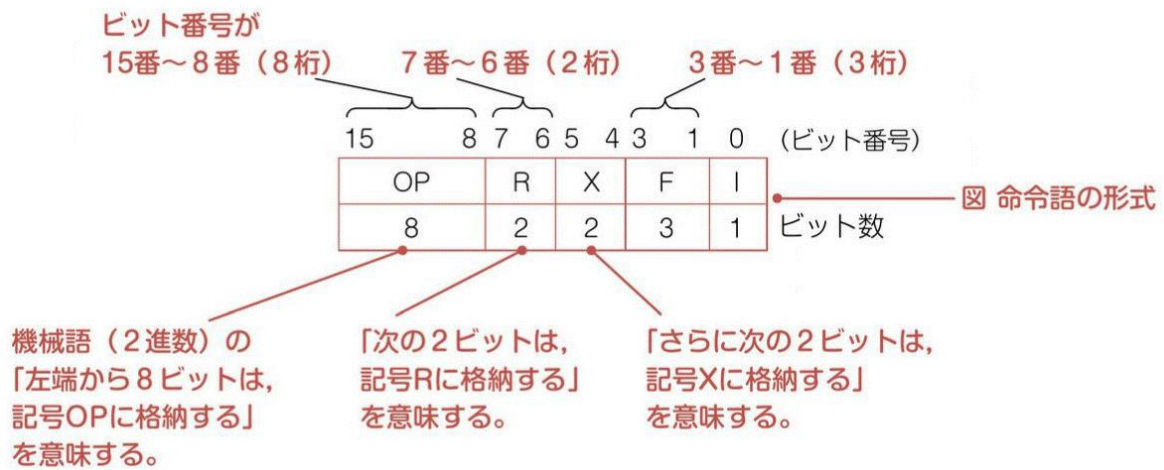 ビット番号が
15番～8番（8桁） 7番～6番（2桁） 3番～1番（3桁）
15 8 7 6 5 4 3 1 0 （ビット番号）
OP R X F I
図 命令語の形式
8 2 2 3 1 ビット数
機械語（2進数）の
「左端から8ビットは，
記号OPに格納する」
を意味する。
「次の2ビットは，
記号Rに格納する」
を意味する。
「さらに次の2ビットは，
記号Xに格納する」
を意味する。